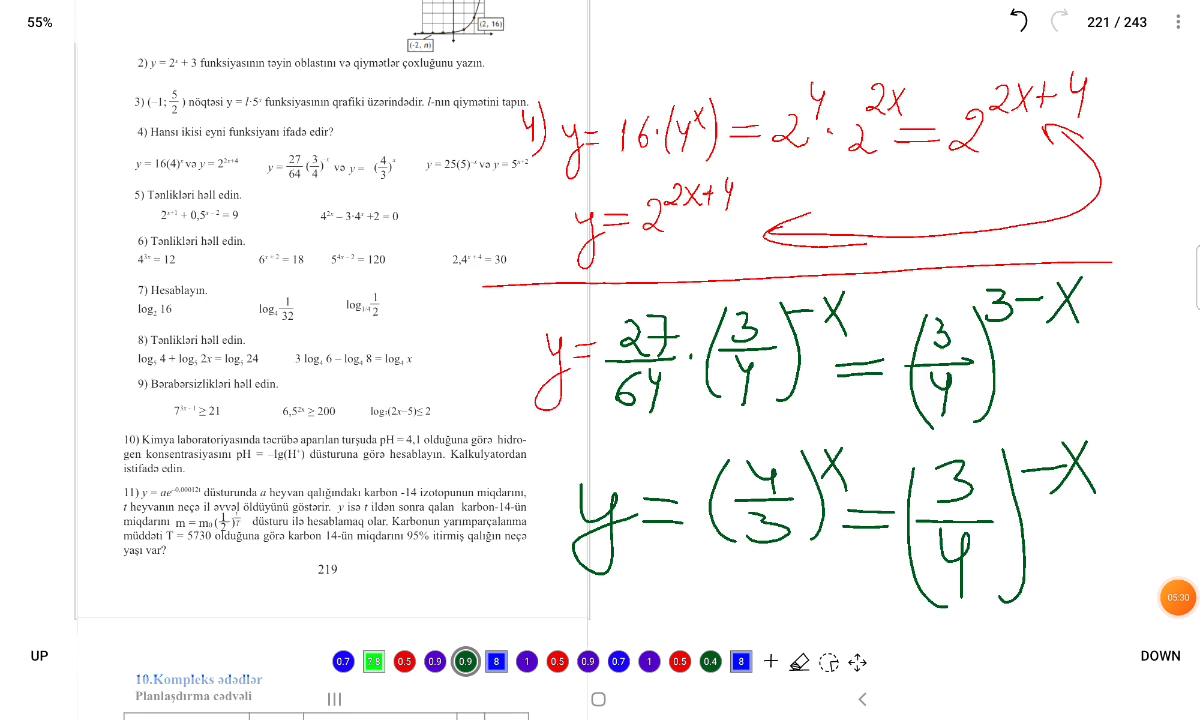 55%
221 / 243
(2, 16)
(-2, n)
2) y = 2ˣ + 3 funksiyasının təyin oblastını və qiymətlər çoxluğunu yazın.
3) (−1; 5/2) nöqtəsi y = l·5ˣ funksiyasının qrafiki üzərindədir. l-nın qiymətini tapın.
4) Hansı ikisi eyni funksiyanı ifadə edir?
y = 16(4)ˣ və y = 2²ˣ⁺⁴ y = 27/64 (3/4)⁻ˣ və y = (4/3)ˣ y = 25(5)⁻ˣ və y = 5ˣ⁺²
5) Tənlikləri həll edin.
2ˣ⁺¹ + 0,5ˣ⁻² = 9 4²ˣ – 3·4ˣ +2 = 0
6) Tənlikləri həll edin.
4³ˣ = 12 6ˣ⁺² = 18 5⁴ˣ⁻² = 120 2,4ˣ⁺⁴ = 30
7) Hesablayın.
log₂ 16 log₄ 1/32 log₁/₄ 1/2
8) Tənlikləri həll edin.
log₅ 4 + log₅ 2x = log₅ 24 3 log₄ 6 – log₄ 8 = log₄ x
9) Bərabərsizlikləri həll edin.
7³ˣ⁻¹ ≥ 21 6,5²ˣ ≥ 200 log₇(2x−5)≤ 2
10) Kimya laboratoriyasında təcrübə aparılan turşuda pH = 4,1 olduğuna görə hidro-
gen konsentrasiyasını pH = –lg(H⁺) düsturuna görə hesablayın. Kalkulyatordan
istifadə edin.
11) y = ae⁻⁰·⁰⁰⁰¹²ᵗ düsturunda a heyvan qalığındakı karbon -14 izotopunun miqdarını,
t heyvanın neçə il əvvəl öldüyünü göstərir. y isə t ildən sonra qalan karbon-14-ün
miqdarını m = m₀(1/2)^(t/T) düsturu ilə hesablamaq olar. Karbonun yarımparçalanma
müddəti T = 5730 olduğuna görə karbon 14-ün miqdarını 95% itirmiş qalığın neçə
yaşı var?
219
4) y = 16·(4ˣ) = 2⁴·2²ˣ = 2²ˣ⁺⁴
y = 2²ˣ⁺⁴
y = 27/64 · (3/4)⁻ˣ = (3/4)³⁻ˣ
y = (4/3)ˣ = (3/4)⁻ˣ
05:30
UP
0.7 7.8 0.5 0.9 0.9 8 1 0.5 0.9 0.7 1 0.5 0.4 8
DOWN
10.Kompleks ədədlər
Planlaşdırma cədvəli